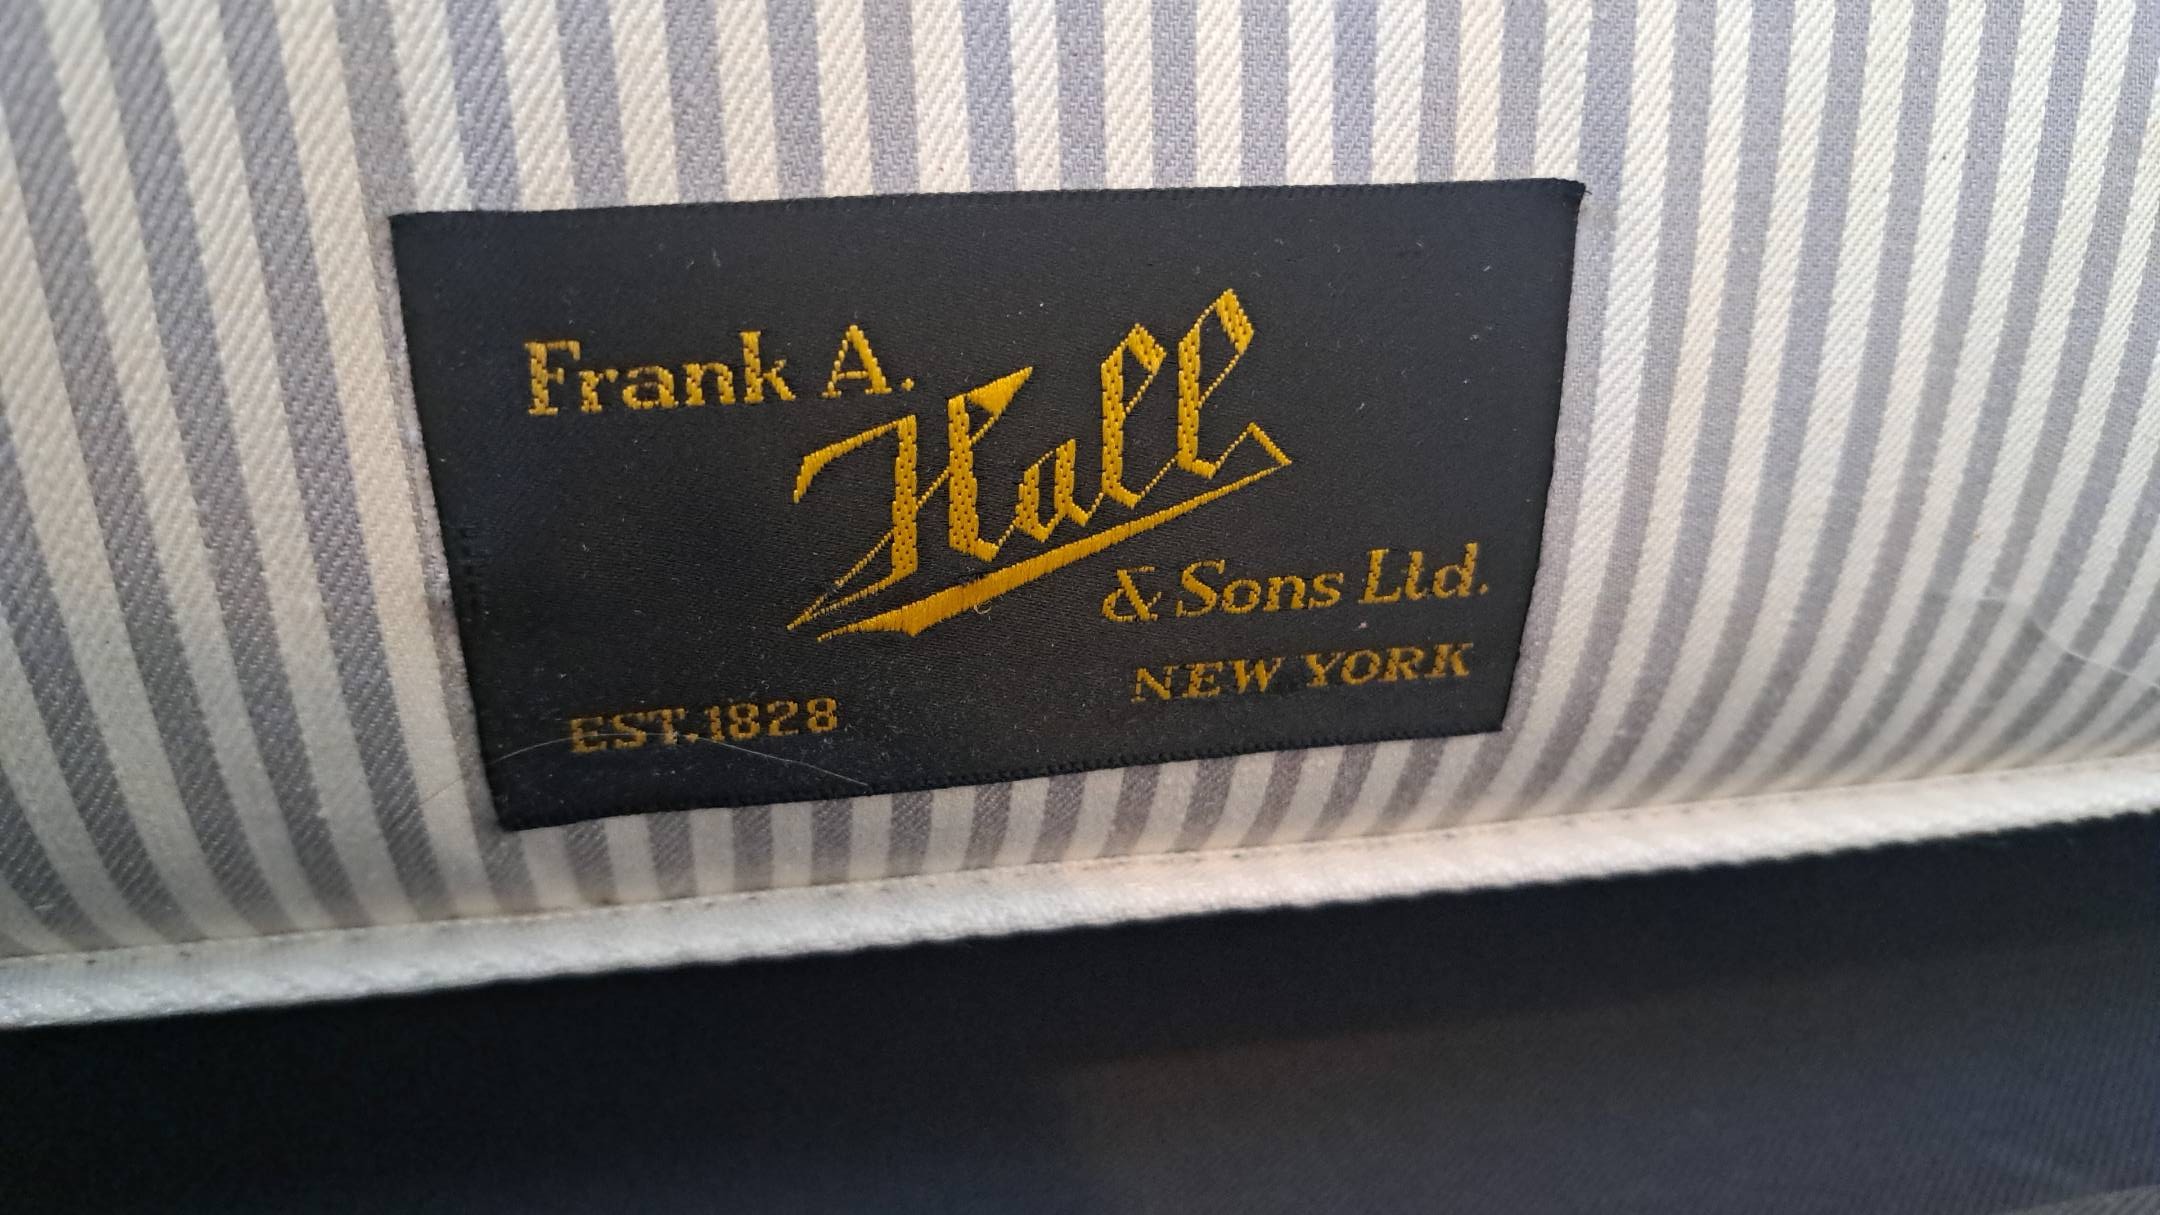 Frank A.
Hall
& Sons Ltd.
NEW YORK
EST. 1828